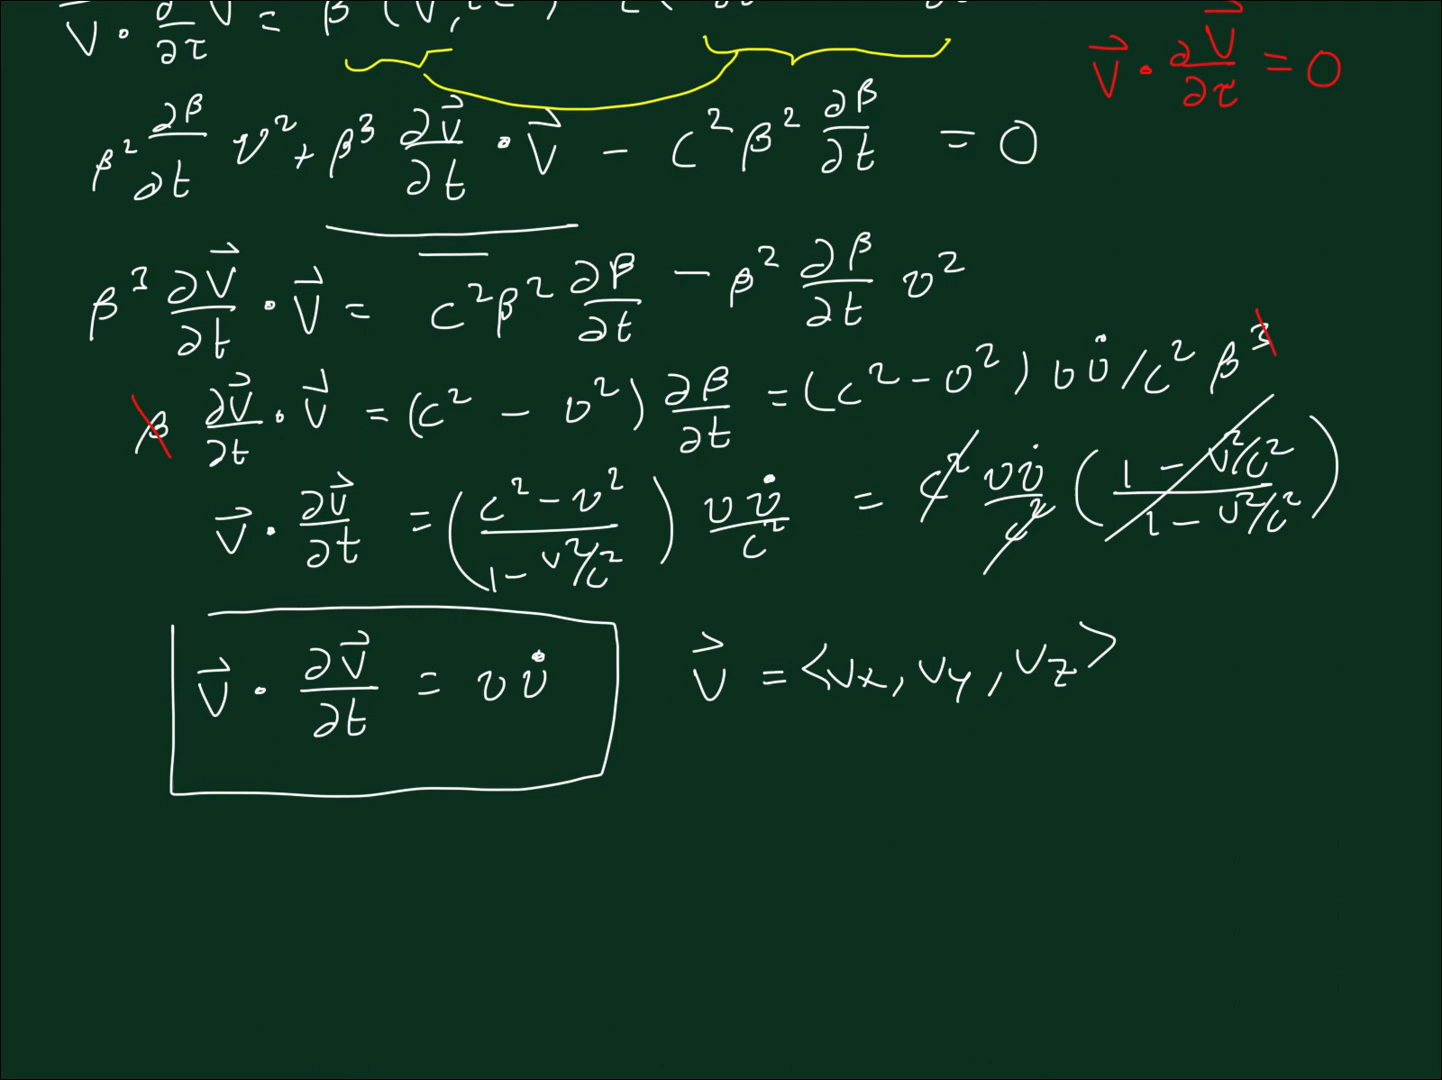 V⃗ · ∂/∂τ V = β (V, ic
V⃗ · ∂V⃗/∂τ = 0
β² ∂β/∂t v² + β³ ∂v⃗/∂t · V⃗ − c²β² ∂β/∂t = 0
β³ ∂V⃗/∂t · V⃗ = c²β² ∂β/∂t − β² ∂β/∂t v²
β ∂V⃗/∂t · V⃗ = (c² − v²) ∂β/∂t = (c² − v²) v v̇ / c² β³
V⃗ · ∂V⃗/∂t = ((c² − v²)/(1 − v²/c²)) v v̇/c² = c² v v̇/c² ((1 − v²/c²)/(1 − v²/c²))
V⃗ · ∂V⃗/∂t = v v̇
V⃗ = <Vx, Vy, Vz>